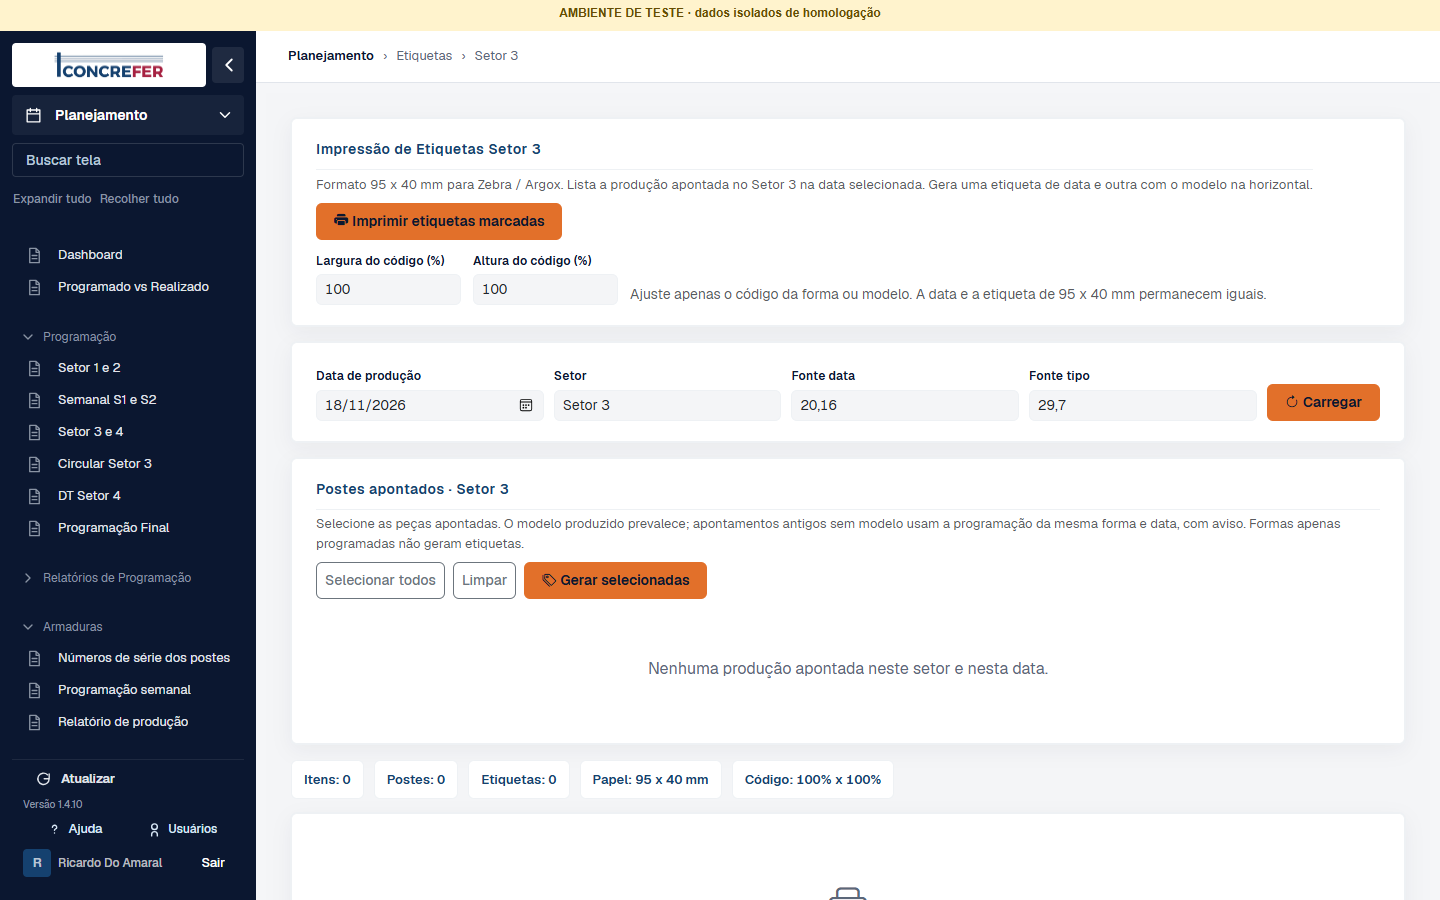 AMBIENTE DE TESTE · dados isolados de homologação
CONCREFER
Planejamento
Buscar tela
Expandir tudo Recolher tudo
Dashboard
Programado vs Realizado
Programação
Setor 1 e 2
Semanal S1 e S2
Setor 3 e 4
Circular Setor 3
DT Setor 4
Programação Final
Relatórios de Programação
Armaduras
Números de série dos postes
Programação semanal
Relatório de produção
Atualizar
Versão 1.4.10
? Ajuda Usuários
R Ricardo Do Amaral Sair
Planejamento › Etiquetas › Setor 3
Impressão de Etiquetas Setor 3
Formato 95 x 40 mm para Zebra / Argox. Lista a produção apontada no Setor 3 na data selecionada. Gera uma etiqueta de data e outra com o modelo na horizontal.
Imprimir etiquetas marcadas
Largura do código (%) Altura do código (%)
100 100 Ajuste apenas o código da forma ou modelo. A data e a etiqueta de 95 x 40 mm permanecem iguais.
Data de produção Setor Fonte data Fonte tipo
18/11/2026 Setor 3 20,16 29,7 Carregar
Postes apontados · Setor 3
Selecione as peças apontadas. O modelo produzido prevalece; apontamentos antigos sem modelo usam a programação da mesma forma e data, com aviso. Formas apenas
programadas não geram etiquetas.
Selecionar todos Limpar Gerar selecionadas
Nenhuma produção apontada neste setor e nesta data.
Itens: 0 Postes: 0 Etiquetas: 0 Papel: 95 x 40 mm Código: 100% x 100%